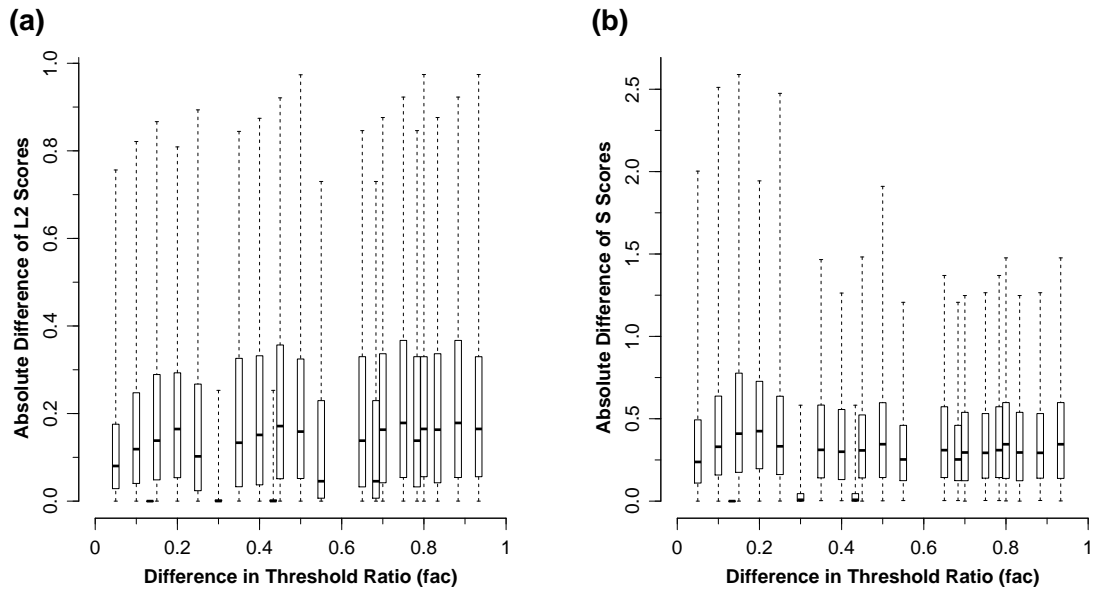 (a)
Absolute Difference of L2 Scores
1.0
0.8
0.6
0.4
0.2
0.0
0 0.2 0.4 0.6 0.8 1
Difference in Threshold Ratio (fac)
(b)
Absolute Difference of S Scores
2.5
2.0
1.5
1.0
0.5
0.0
0 0.2 0.4 0.6 0.8 1
Difference in Threshold Ratio (fac)